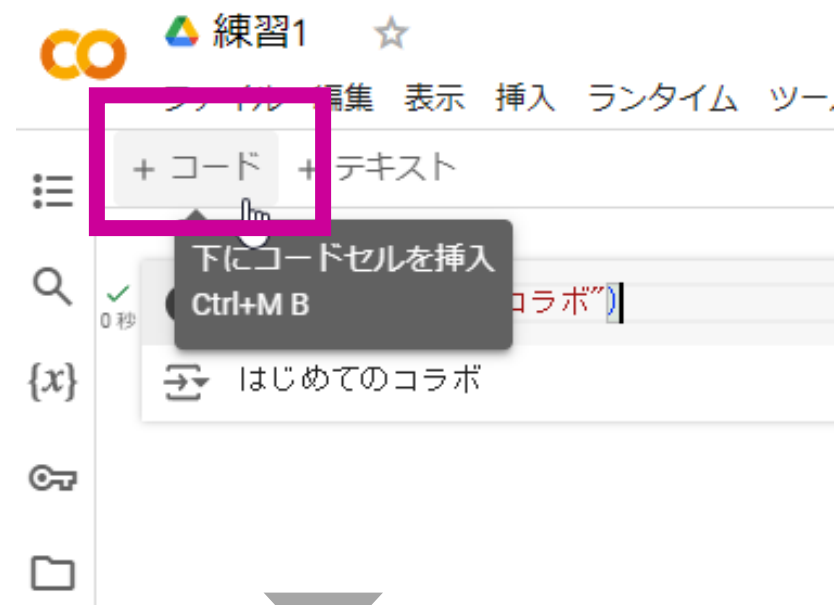 練習1
ファイル 編集 表示 挿入 ランタイム ツー
+ コード + テキスト
下にコードセルを挿入
Ctrl+M B
コラボ")
0 秒
{x}
はじめてのコラボ